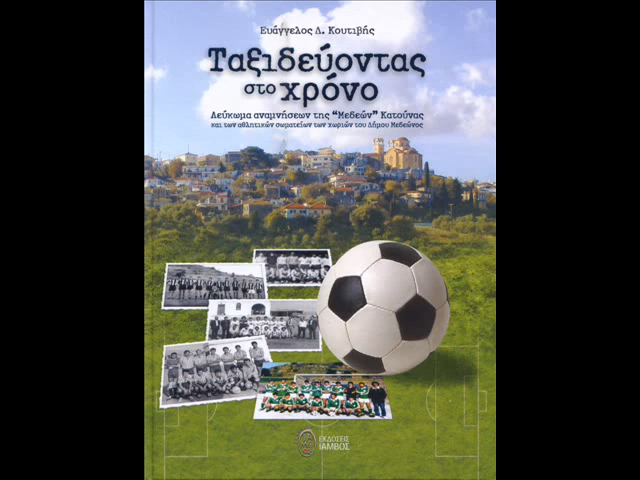 Ευάγγελος Δ. Κουτιβής
Ταξιδεύοντας
στο χρόνο
Λεύκωμα αναμνήσεων της “Μεδεών” Κατούνας
και των αθλητικών σωματείων των χωριών του Δήμου Μεδεώνος
ΕΚΔΟΣΕΙΣ
ΙΑΜΒΟΣ